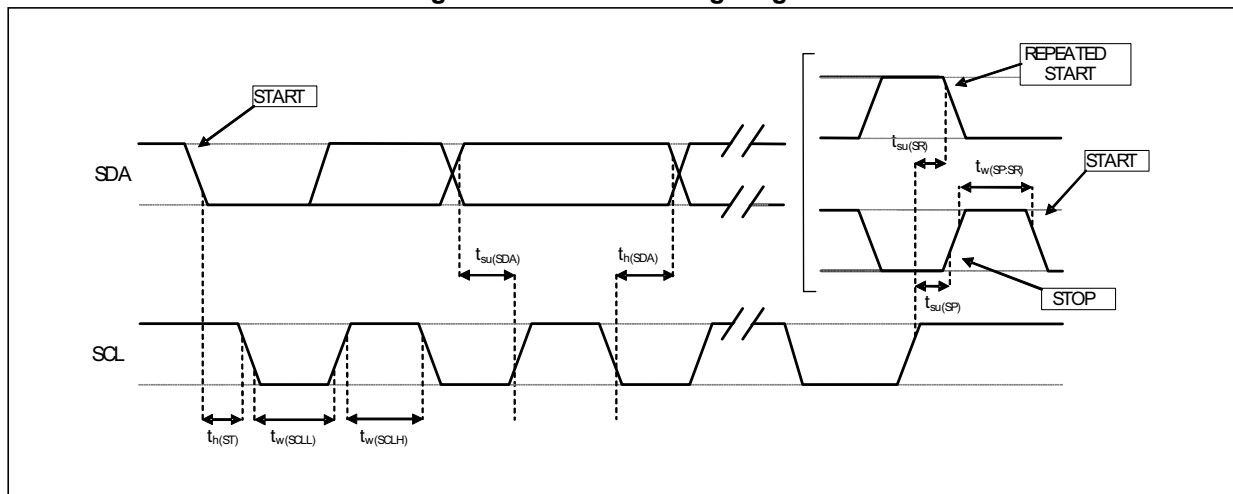 REPEATED
START
START
t_su(SR)
t_w(SP:SR)
START
SDA
t_su(SDA)
t_h(SDA)
t_su(SP)
STOP
SCL
t_h(ST)
t_w(SCLL)
t_w(SCLH)